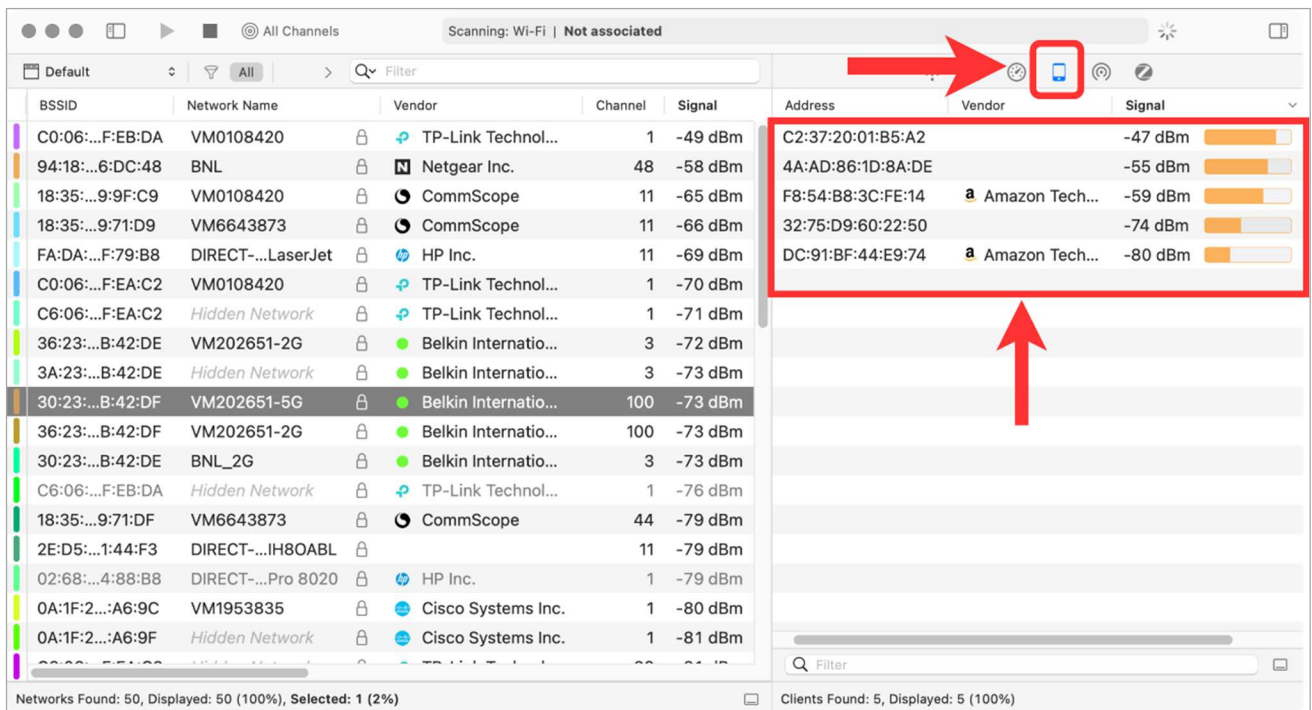 All Channels Scanning: Wi-Fi | Not associated
Default All Filter
BSSID Network Name Vendor Channel Signal
C0:06:...F:EB:DA VM0108420 TP-Link Technol... 1 -49 dBm
94:18:...6:DC:48 BNL Netgear Inc. 48 -58 dBm
18:35:...9:9F:C9 VM0108420 CommScope 11 -65 dBm
18:35:...9:71:D9 VM6643873 CommScope 11 -66 dBm
FA:DA:...F:79:B8 DIRECT-...LaserJet HP Inc. 11 -69 dBm
C0:06:...F:EA:C2 VM0108420 TP-Link Technol... 1 -70 dBm
C6:06:...F:EA:C2 Hidden Network TP-Link Technol... 1 -71 dBm
36:23:...B:42:DE VM202651-2G Belkin Internatio... 3 -72 dBm
3A:23:...B:42:DE Hidden Network Belkin Internatio... 3 -73 dBm
30:23:...B:42:DF VM202651-5G Belkin Internatio... 100 -73 dBm
36:23:...B:42:DF VM202651-2G Belkin Internatio... 100 -73 dBm
30:23:...B:42:DE BNL_2G Belkin Internatio... 3 -73 dBm
C6:06:...F:EB:DA Hidden Network TP-Link Technol... 1 -76 dBm
18:35:...9:71:DF VM6643873 CommScope 44 -79 dBm
2E:D5:...1:44:F3 DIRECT-...IH8OABL 11 -79 dBm
02:68:...4:88:B8 DIRECT-...Pro 8020 HP Inc. 1 -79 dBm
0A:1F:2...:A6:9C VM1953835 Cisco Systems Inc. 1 -80 dBm
0A:1F:2...:A6:9F Hidden Network Cisco Systems Inc. 1 -81 dBm
Networks Found: 50, Displayed: 50 (100%), Selected: 1 (2%)
Address Vendor Signal
C2:37:20:01:B5:A2 -47 dBm
4A:AD:86:1D:8A:DE -55 dBm
F8:54:B8:3C:FE:14 Amazon Tech... -59 dBm
32:75:D9:60:22:50 -74 dBm
DC:91:BF:44:E9:74 Amazon Tech... -80 dBm
Filter
Clients Found: 5, Displayed: 5 (100%)